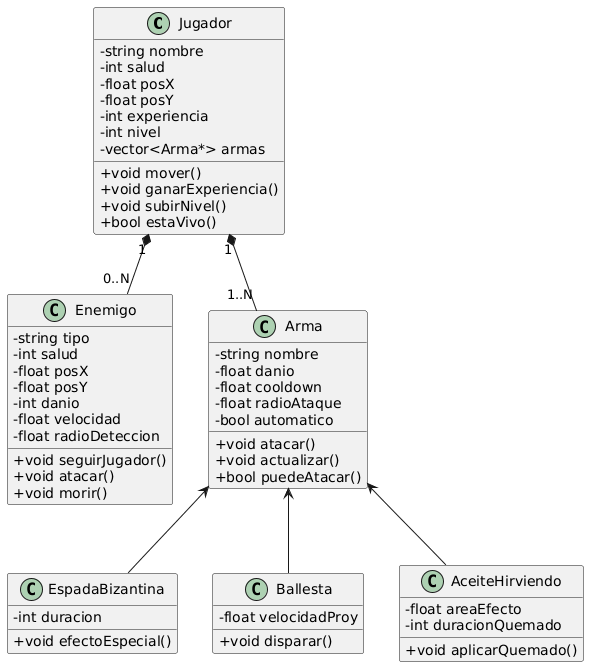 C Jugador
-string nombre
-int salud
-float posX
-float posY
-int experiencia
-int nivel
-vector<Arma*> armas
+void mover()
+void ganarExperiencia()
+void subirNivel()
+bool estaVivo()
1
1
0..N
1..N
C Enemigo
-string tipo
-int salud
-float posX
-float posY
-int danio
-float velocidad
-float radioDeteccion
+void seguirJugador()
+void atacar()
+void morir()
C Arma
-string nombre
-float danio
-float cooldown
-float radioAtaque
-bool automatico
+void atacar()
+void actualizar()
+bool puedeAtacar()
C EspadaBizantina
-int duracion
+void efectoEspecial()
C Ballesta
-float velocidadProy
+void disparar()
C AceiteHirviendo
-float areaEfecto
-int duracionQuemado
+void aplicarQuemado()